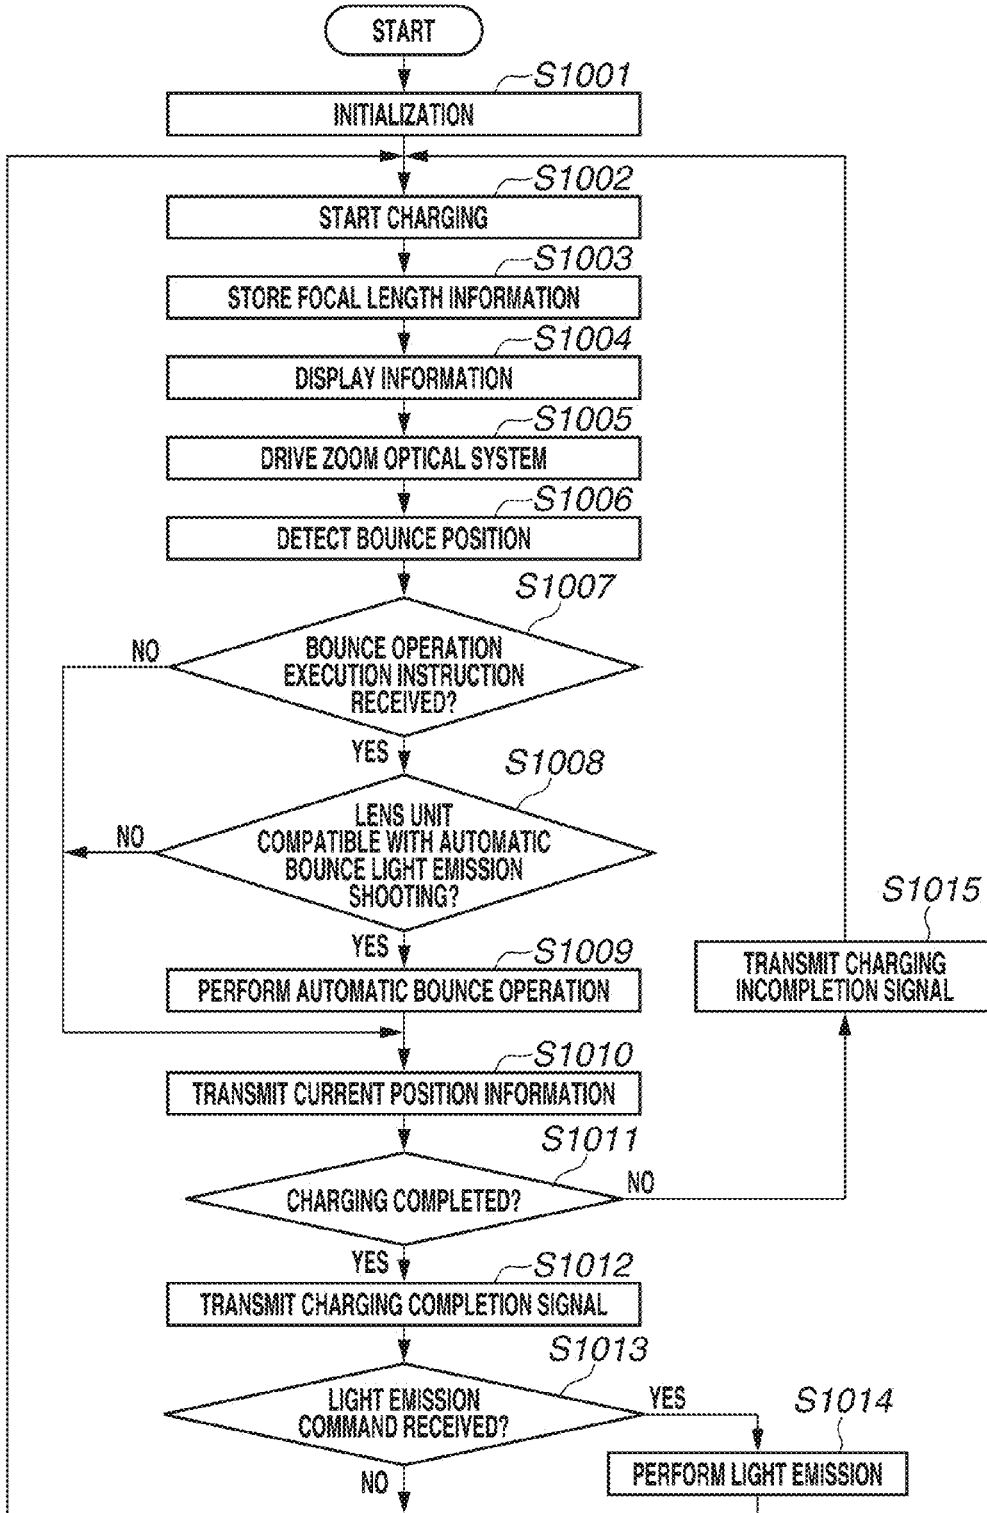 START
S1001
INITIALIZATION
S1002
START CHARGING
S1003
STORE FOCAL LENGTH INFORMATION
S1004
DISPLAY INFORMATION
S1005
DRIVE ZOOM OPTICAL SYSTEM
S1006
DETECT BOUNCE POSITION
S1007
NO
BOUNCE OPERATION
EXECUTION INSTRUCTION
RECEIVED?
YES
S1008
NO
LENS UNIT
COMPATIBLE WITH AUTOMATIC
BOUNCE LIGHT EMISSION
SHOOTING?
YES
S1009
PERFORM AUTOMATIC BOUNCE OPERATION
S1015
TRANSMIT CHARGING
INCOMPLETION SIGNAL
S1010
TRANSMIT CURRENT POSITION INFORMATION
S1011
CHARGING COMPLETED?
NO
YES
S1012
TRANSMIT CHARGING COMPLETION SIGNAL
S1013
LIGHT EMISSION
COMMAND RECEIVED?
YES
S1014
PERFORM LIGHT EMISSION
NO